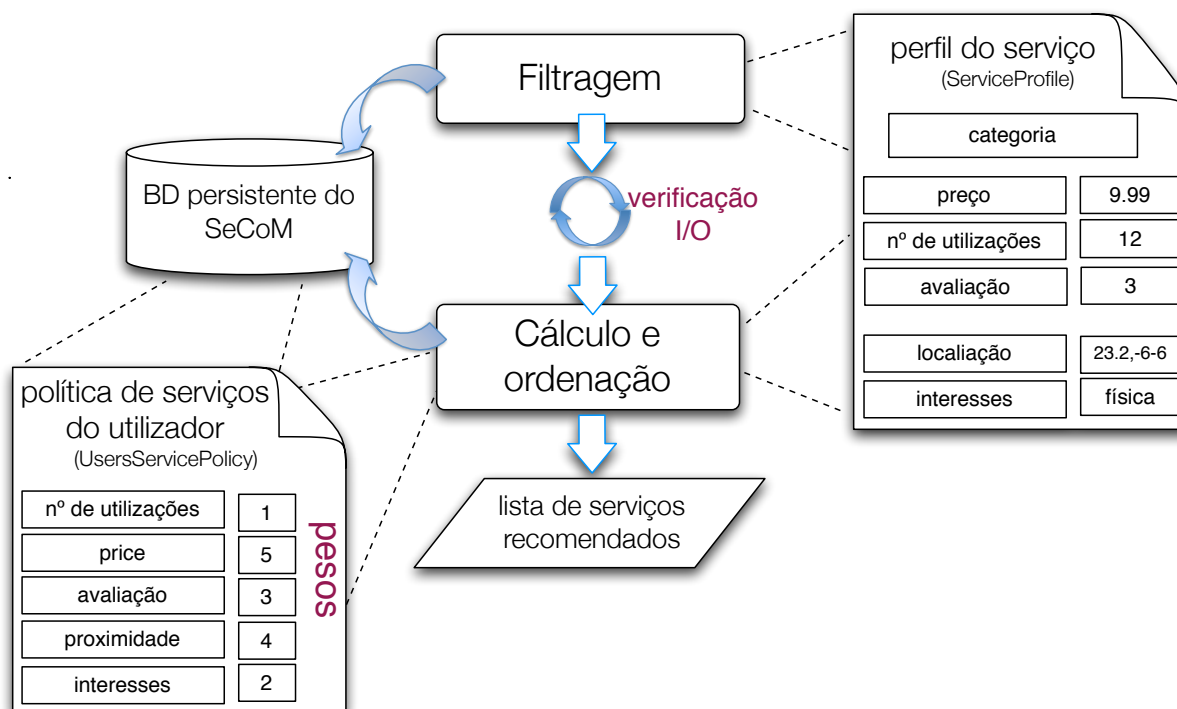 Filtragem
perfil do serviço
(ServiceProfile)
categoria
preço 9.99
nº de utilizações 12
avaliação 3
localiação 23.2,-6-6
interesses física
BD persistente do
SeCoM
verificação
I/O
Cálculo e
ordenação
lista de serviços
recomendados
política de serviços
do utilizador
(UsersServicePolicy)
nº de utilizações 1
price 5
avaliação 3
proximidade 4
interesses 2
pesos